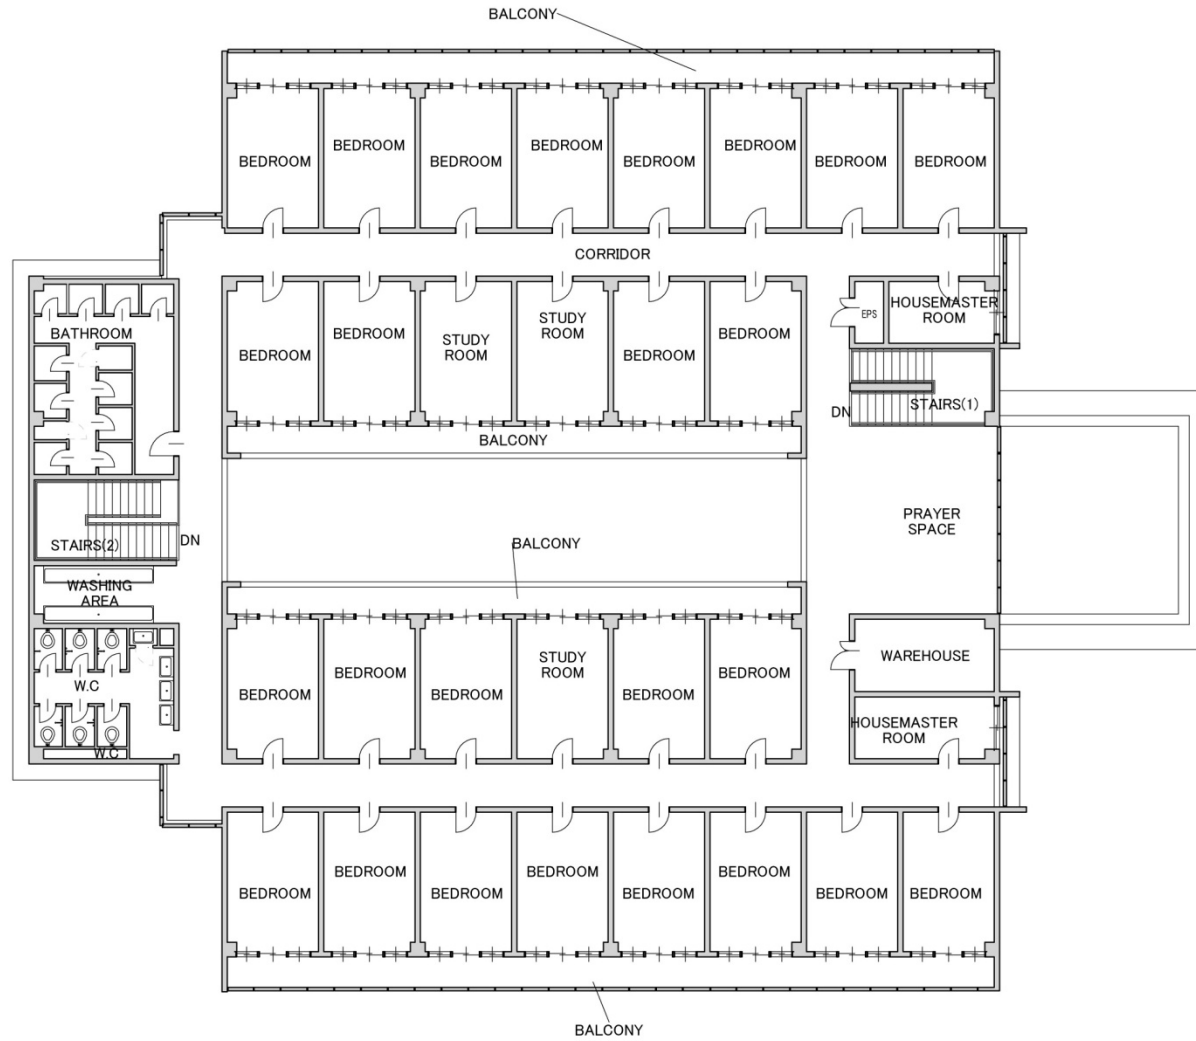 BALCONY
BEDROOM
BEDROOM
BEDROOM
BEDROOM
BEDROOM
BEDROOM
BEDROOM
BEDROOM
CORRIDOR
BATHROOM
BEDROOM
BEDROOM
STUDY
ROOM
STUDY
ROOM
BEDROOM
BEDROOM
EPS
HOUSEMASTER
ROOM
DN
STAIRS(1)
BALCONY
PRAYER
SPACE
STAIRS(2)
DN
BALCONY
WASHING
AREA
W.C
W.C
BEDROOM
BEDROOM
BEDROOM
STUDY
ROOM
BEDROOM
BEDROOM
WAREHOUSE
HOUSEMASTER
ROOM
BEDROOM
BEDROOM
BEDROOM
BEDROOM
BEDROOM
BEDROOM
BEDROOM
BEDROOM
BALCONY